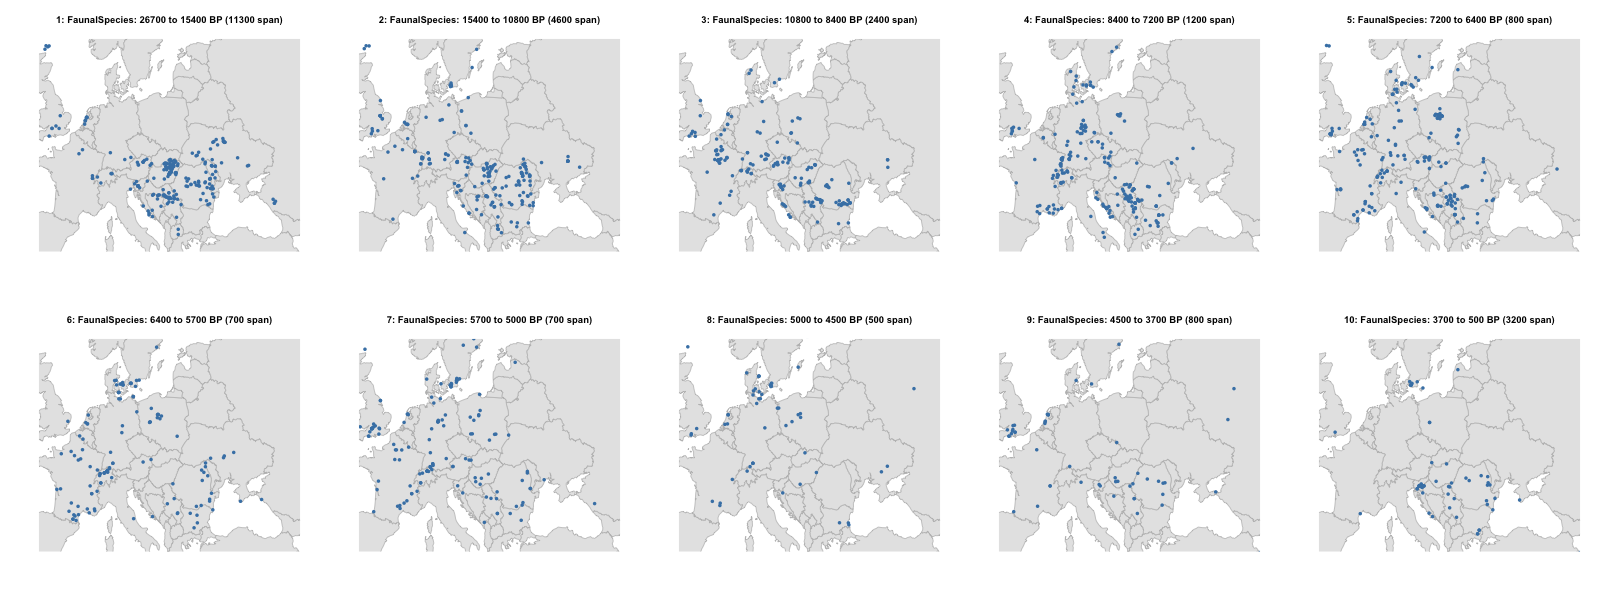 1: FaunalSpecies: 26700 to 15400 BP (11300 span)
2: FaunalSpecies: 15400 to 10800 BP (4600 span)
3: FaunalSpecies: 10800 to 8400 BP (2400 span)
4: FaunalSpecies: 8400 to 7200 BP (1200 span)
5: FaunalSpecies: 7200 to 6400 BP (800 span)
6: FaunalSpecies: 6400 to 5700 BP (700 span)
7: FaunalSpecies: 5700 to 5000 BP (700 span)
8: FaunalSpecies: 5000 to 4500 BP (500 span)
9: FaunalSpecies: 4500 to 3700 BP (800 span)
10: FaunalSpecies: 3700 to 500 BP (3200 span)